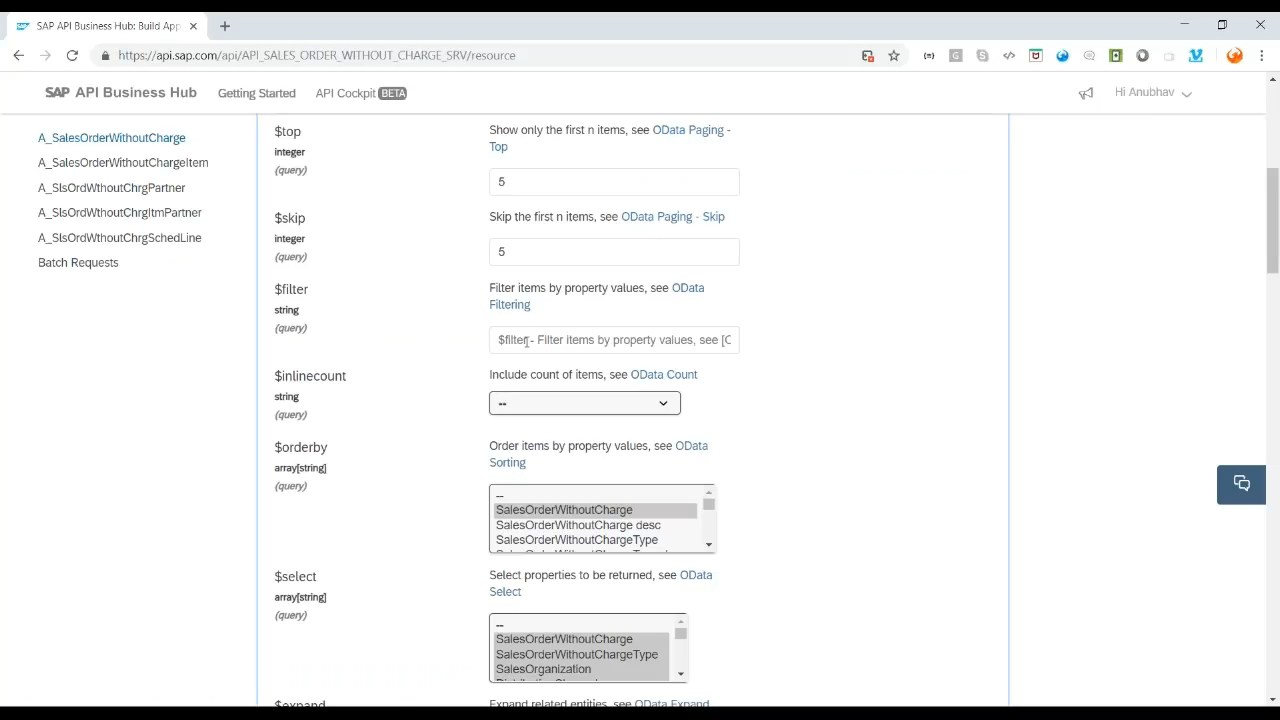 SAP API Business Hub: Build App
https://api.sap.com/api/API_SALES_ORDER_WITHOUT_CHARGE_SRV/resource
SAP API Business Hub
Getting Started
API Cockpit BETA
Hi Anubhav
A_SalesOrderWithoutCharge
A_SalesOrderWithoutChargeItem
A_SlsOrdWthoutChrgPartner
A_SlsOrdWthoutChrgItmPartner
A_SlsOrdWthoutChrgSchedLine
Batch Requests
$top
integer
(query)
Show only the first n items, see OData Paging -
Top
5
$skip
integer
(query)
Skip the first n items, see OData Paging - Skip
5
$filter
string
(query)
Filter items by property values, see OData
Filtering
$filter - Filter items by property values, see [O
$inlinecount
string
(query)
Include count of items, see OData Count
--
$orderby
array[string]
(query)
Order items by property values, see OData
Sorting
--
SalesOrderWithoutCharge
SalesOrderWithoutCharge desc
SalesOrderWithoutChargeType
$select
array[string]
(query)
Select properties to be returned, see OData
Select
--
SalesOrderWithoutCharge
SalesOrderWithoutChargeType
SalesOrganization
$expand
Expand related entities, see OData Expand